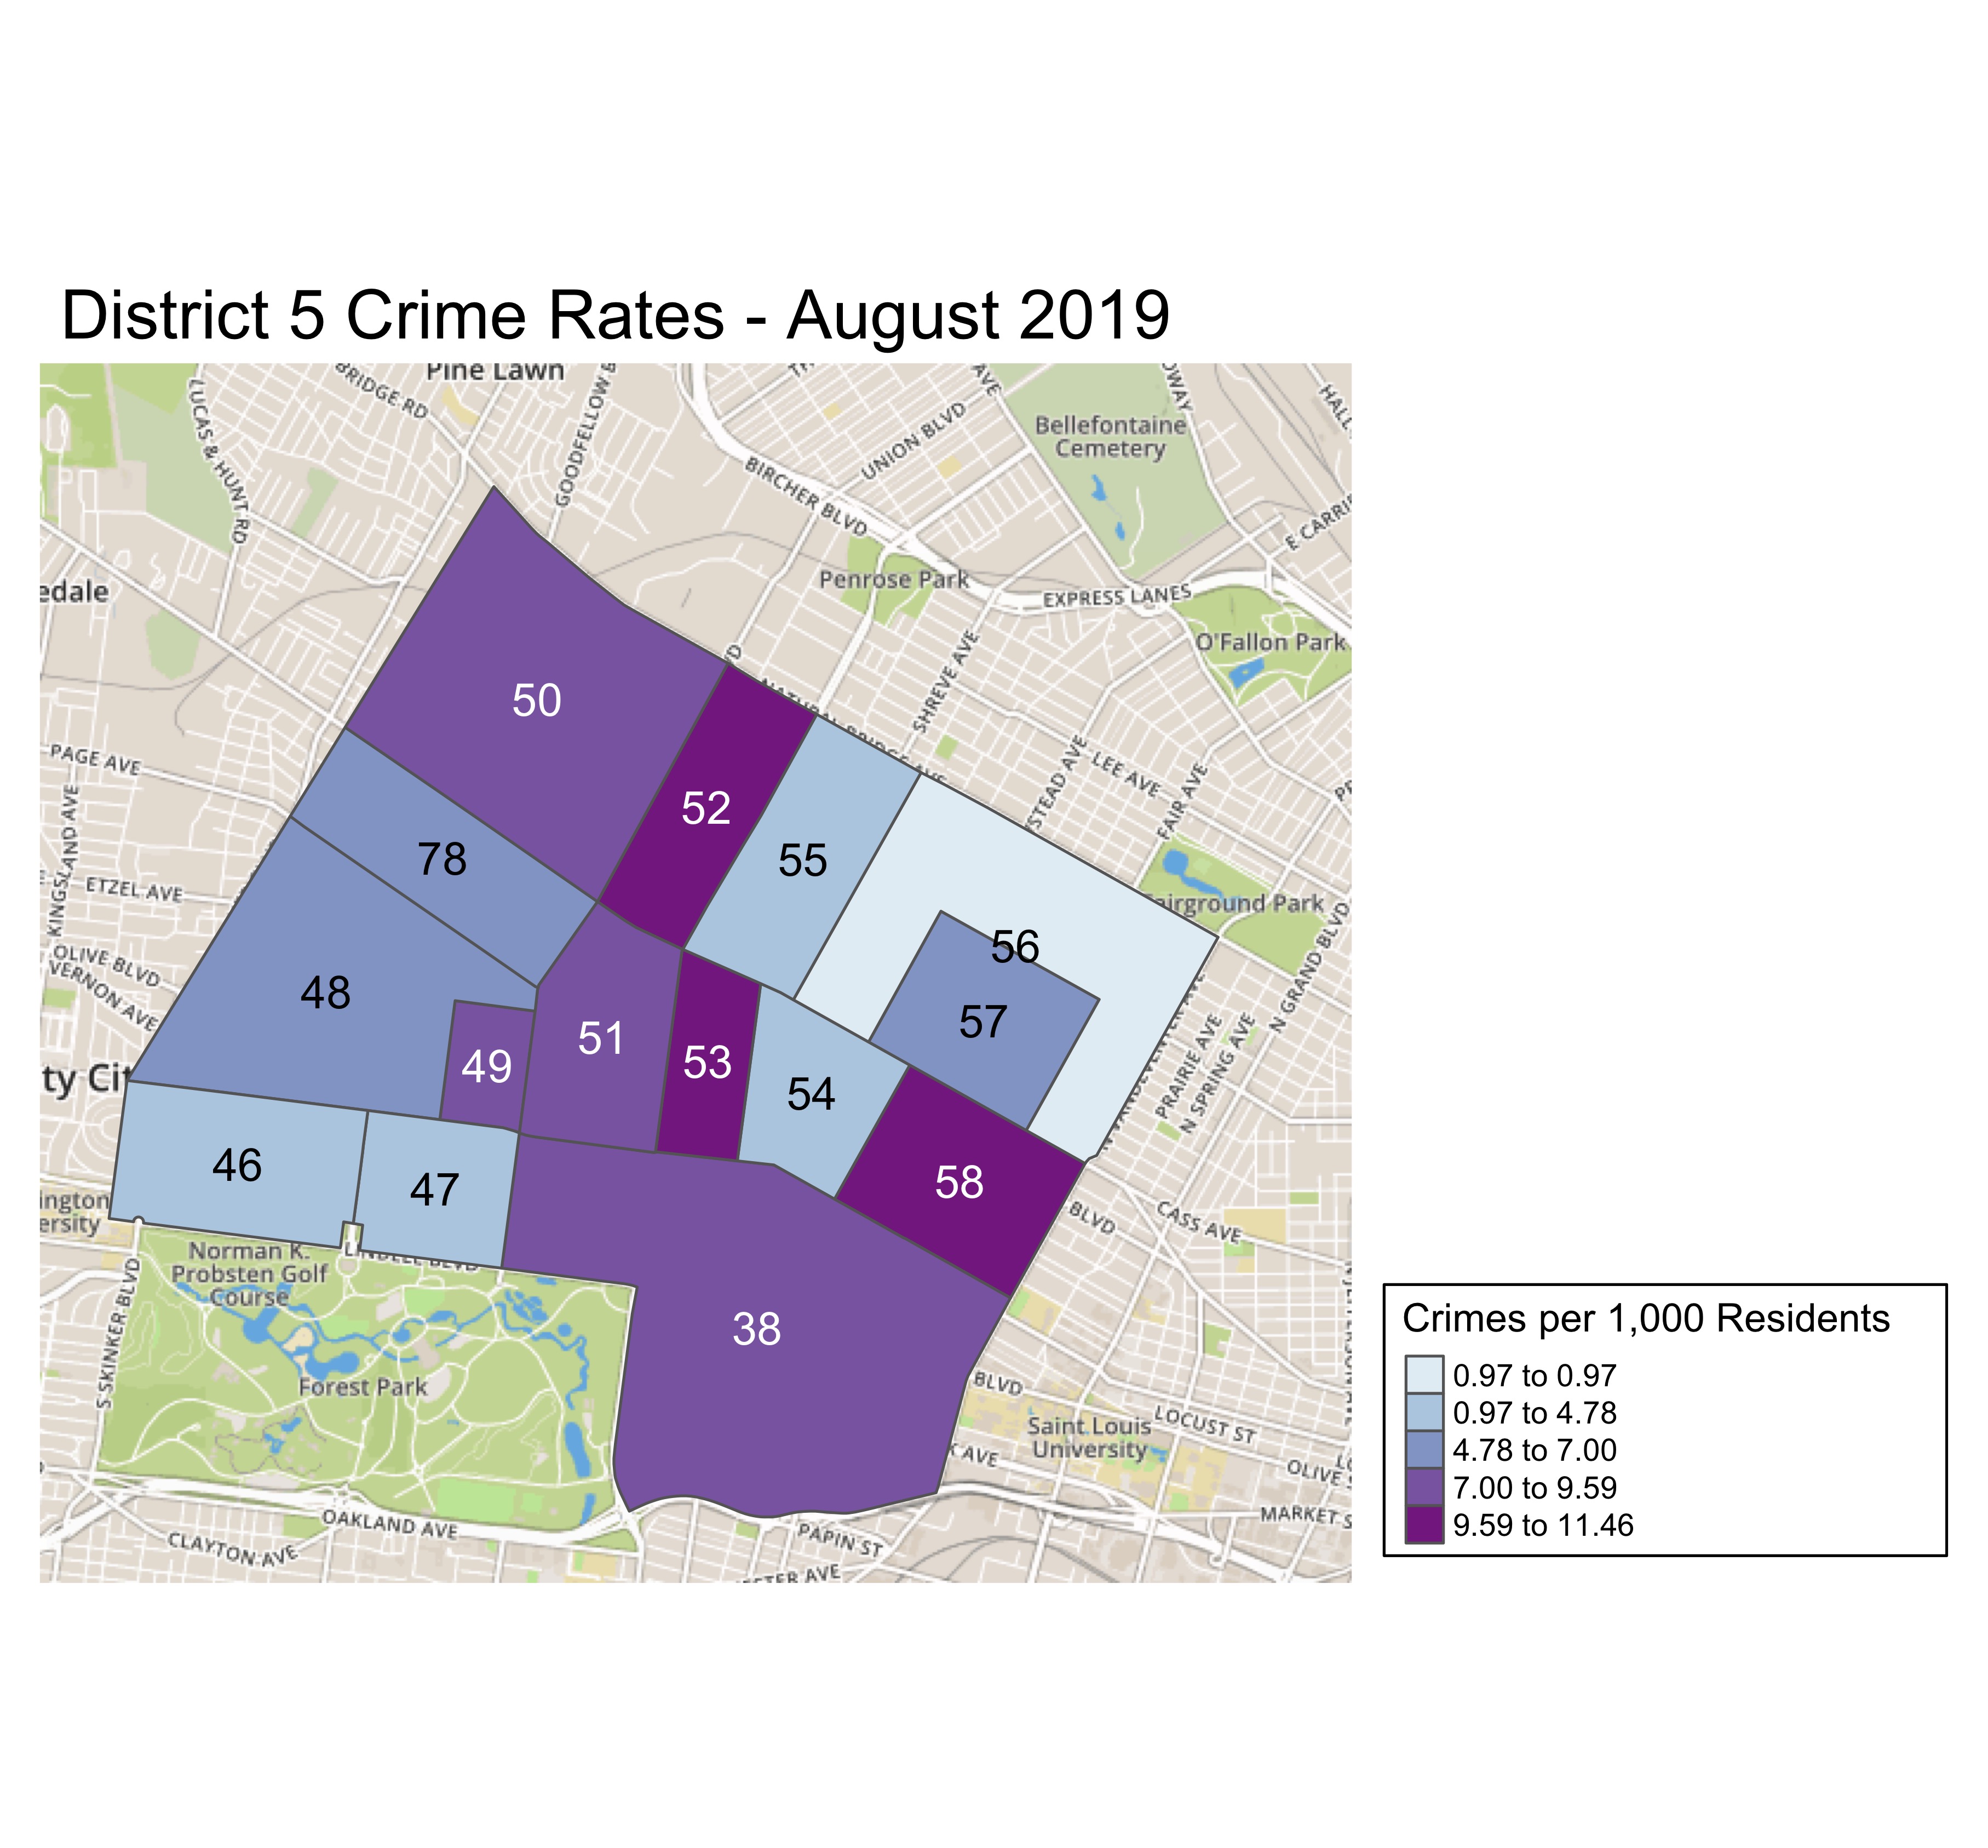 District 5 Crime Rates - August 2019
Pine Lawn
BRIDGE RD
LUCAS & HUNT RD
GOODFELLOW B
AVE
UNION BLVD
BIRCHER BLVD
Bellefontaine
Cemetery
HALL
E CARRIE
edale
Penrose Park
EXPRESS LANES
O'Fallon Park
SHREVE AVE
50
PAGE AVE
KINGSLAND AVE
52
LEE AVE
FAIR AVE
STEAD AVE
78
55
ETZEL AVE
airground Park
N GRAND BLVD
56
OLIVE BLVD
VERNON AVE
48
57
51
49
53
54
PRAIRIE AVE
N SPRING AVE
ty Cit
46
47
58
ington
ersity
BLVD
CASS AVE
LINDELL BLVD
Norman K.
Probsten Golf
Course
S SKINKER BLVD
38
Forest Park
BLVD
LOCUST ST
Saint Louis
University
K AVE
OLIVE
MARKET S
OAKLAND AVE
CLAYTON AVE
PAPIN ST
STER AVE
Crimes per 1,000 Residents
0.97 to 0.97
0.97 to 4.78
4.78 to 7.00
7.00 to 9.59
9.59 to 11.46